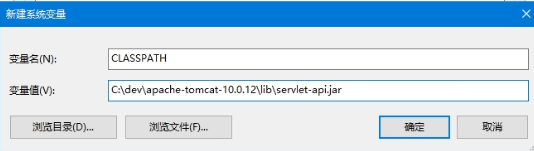 新建系统变量
变量名(N): CLASSPATH
变量值(V): C:\dev\apache-tomcat-10.0.12\lib\servlet-api.jar
浏览目录(D)... 浏览文件(F)... 确定 取消